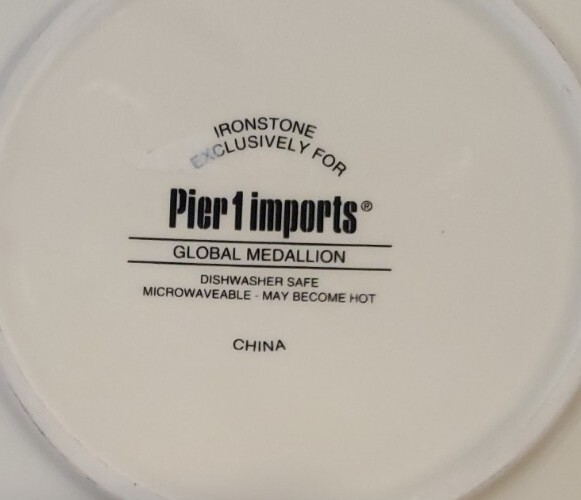 IRONSTONE
EXCLUSIVELY FOR
Pier 1 imports®
GLOBAL MEDALLION
DISHWASHER SAFE
MICROWAVEABLE - MAY BECOME HOT
CHINA